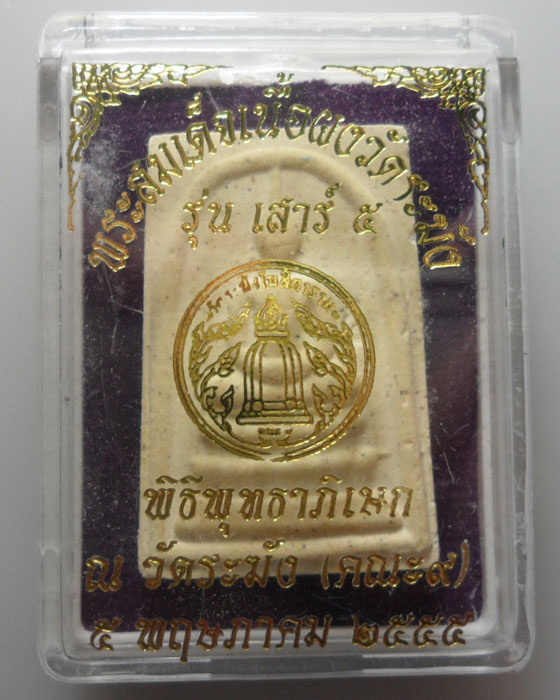 พระสมเด็จเนื้อผงวัดระฆัง
รุ่น เสาร์ ๕
พิธีพุทธาภิเษก
ณ วัดระฆัง (คณะ๙)
๕ พฤษภาคม ๒๕๕๕